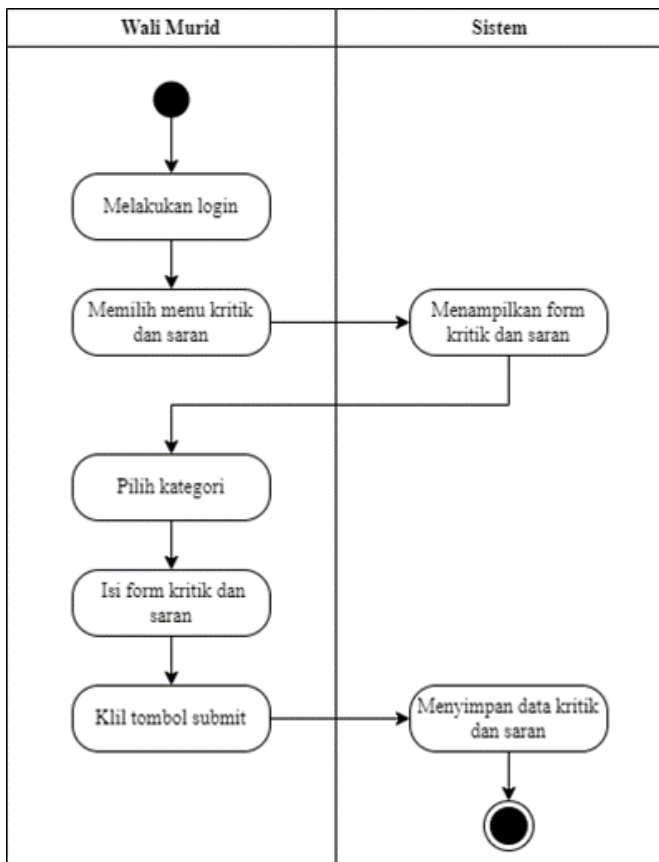 Wali Murid
Sistem
Melakukan login
Memilih menu kritik
dan saran
Menampilkan form
kritik dan saran
Pilih kategori
Isi form kritik dan
saran
Klil tombol submit
Menyimpan data kritik
dan saran